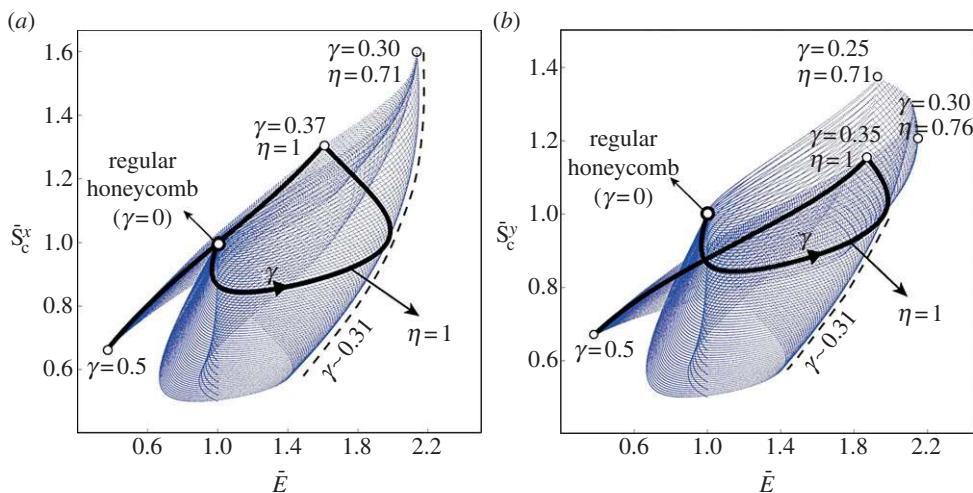 (a)
1.6
1.4
1.2
1.0
0.8
0.6
S̄cˣ
γ = 0.30
η = 0.71
γ = 0.37
η = 1
regular
honeycomb
(γ = 0)
γ
η = 1
γ = 0.5
γ ~ 0.31
0.6 1.0 1.4 1.8 2.2
Ē
(b)
1.4
1.2
1.0
0.8
0.6
S̄cʸ
γ = 0.25
η = 0.71
γ = 0.30
η = 0.76
γ = 0.35
η = 1
regular
honeycomb
(γ = 0)
γ
η = 1
γ = 0.5
γ ~ 0.31
0.6 1.0 1.4 1.8 2.2
Ē